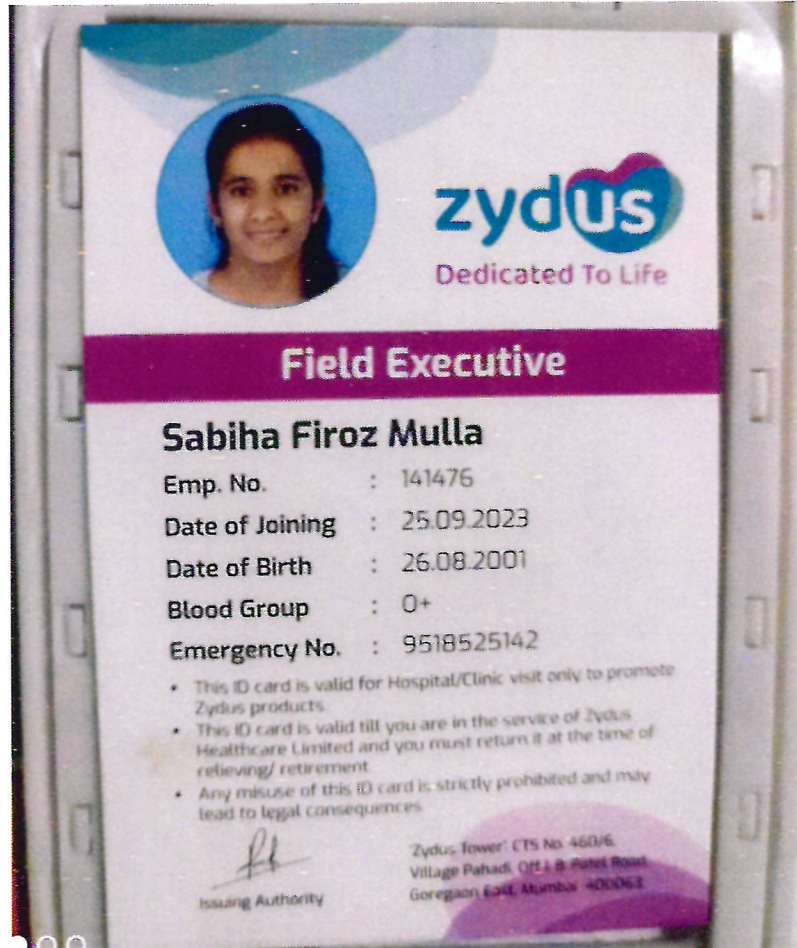 zydus
Dedicated To Life
Field Executive
Sabiha Firoz Mulla
Emp. No. : 141476
Date of Joining : 25.09.2023
Date of Birth : 26.08.2001
Blood Group : O+
Emergency No. : 9518525142
• This ID card is valid for Hospital/Clinic visit only to promote
Zydus products.
• This ID card is valid till you are in the service of Zydus
Healthcare Limited and you must return it at the time of
relieving/ retirement
• Any misuse of this ID card is strictly prohibited and may
lead to legal consequences.
'Zydus Tower' CTS No. 460/6,
Village Pahadi, Off I. B. Patel Road,
Goregaon East, Mumbai 400063.
Issuing Authority